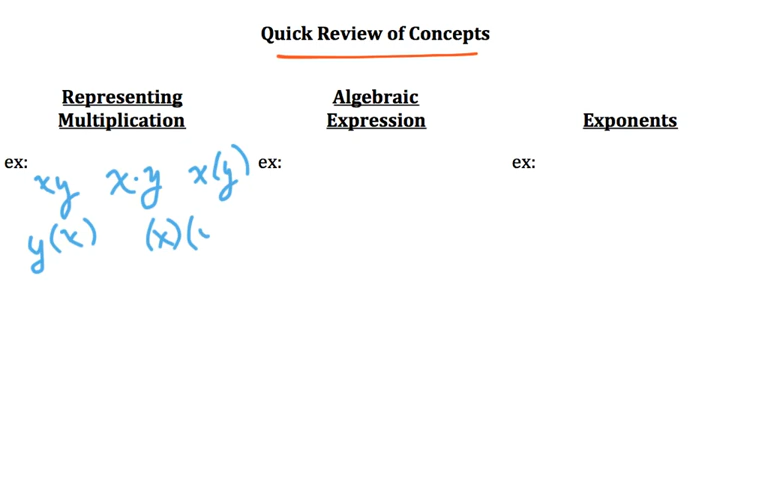 Quick Review of Concepts
Representing Multiplication
Algebraic Expression
Exponents
ex:
ex:
ex:
xy x·y x(y)
y(x) (x)(